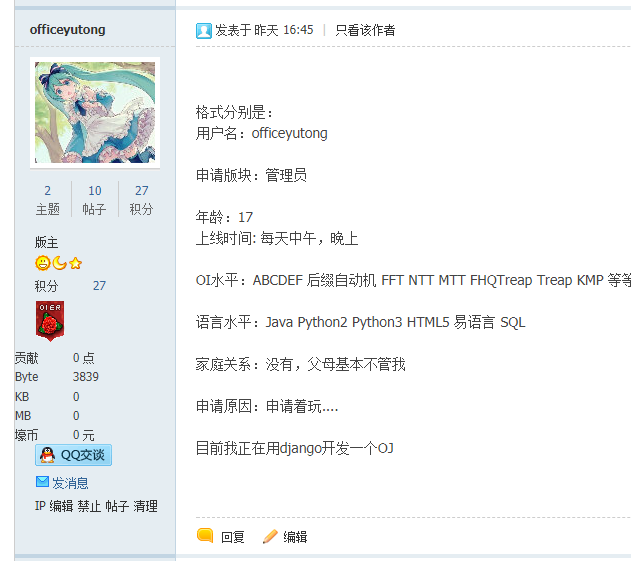 officeyutong
发表于 昨天 16:45 | 只看该作者
格式分别是：
用户名：officeyutong
申请版块：管理员
年龄：17
上线时间: 每天中午，晚上
OI水平：ABCDEF 后缀自动机 FFT NTT MTT FHQTreap Treap KMP 等等
语言水平：Java Python2 Python3 HTML5 易语言 SQL
家庭关系：没有，父母基本不管我
申请原因：申请着玩....
目前我正在用django开发一个OJ
2 10 27
主题 帖子 积分
版主
积分 27
OIER
贡献 0 点
Byte 3839
KB 0
MB 0
壕币 0 元
QQ交谈
发消息
IP 编辑 禁止 帖子 清理
回复 编辑